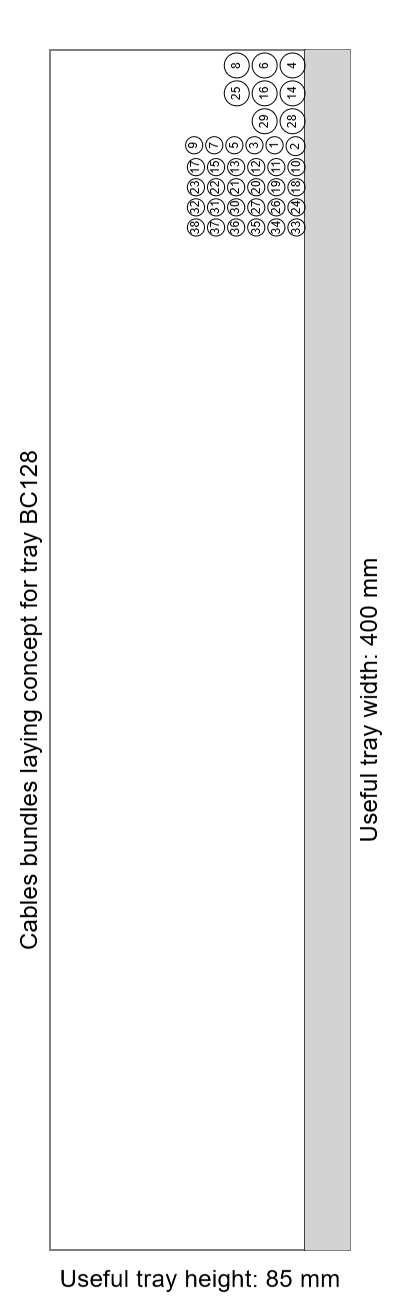 Cables bundles laying concept for tray BC128
38 32 23 17 9
37 31 22 15 7
36 30 21 13 5 25 8
35 27 20 12 3 29 16 6
34 26 19 11 1
33 24 18 10 2 28 14 4
Useful tray width: 400 mm
Useful tray height: 85 mm